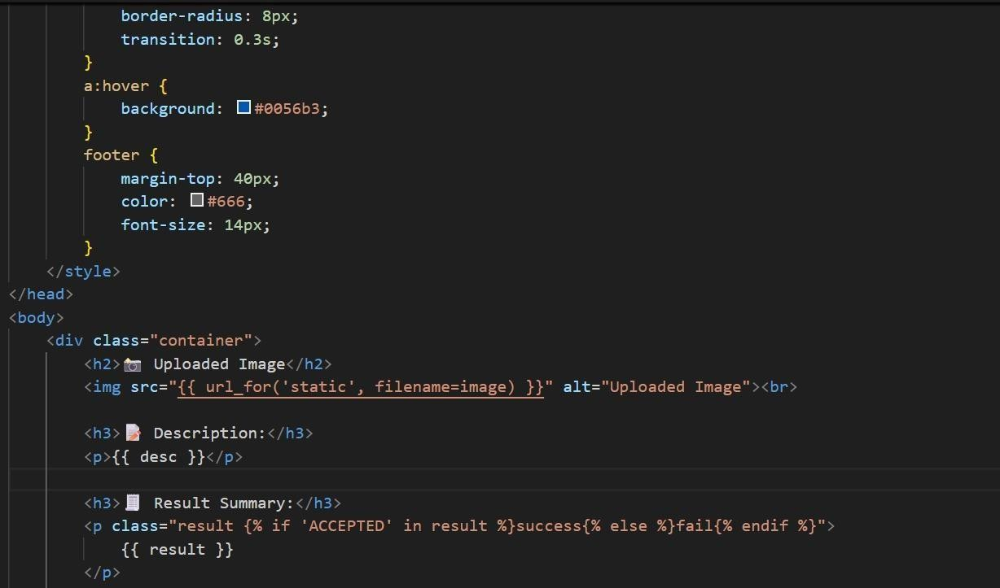 border-radius: 8px;
transition: 0.3s;
}
a:hover {
background: #0056b3;
}
footer {
margin-top: 40px;
color: #666;
font-size: 14px;
}
</style>
</head>
<body>
<div class="container">
<h2>📷 Uploaded Image</h2>
<img src="{{ url_for('static', filename=image) }}" alt="Uploaded Image"><br>
<h3>📝 Description:</h3>
<p>{{ desc }}</p>
<h3>🧾 Result Summary:</h3>
<p class="result {% if 'ACCEPTED' in result %}success{% else %}fail{% endif %}">
{{ result }}
</p>